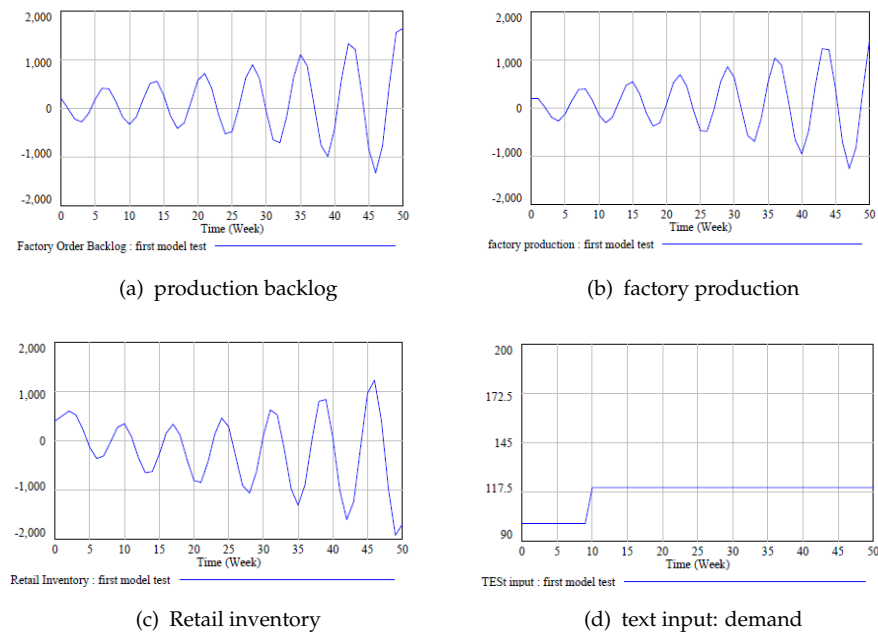 2,000
1,000
0
-1,000
-2,000
0 5 10 15 20 25 30 35 40 45 50
Time (Week)
Factory Order Backlog : first model test
(a) production backlog
2,000
1,000
0
-1,000
-2,000
0 5 10 15 20 25 30 35 40 45 50
Time (Week)
factory production : first model test
(b) factory production
2,000
1,000
0
-1,000
-2,000
0 5 10 15 20 25 30 35 40 45 50
Time (Week)
Retail Inventory : first model test
(c) Retail inventory
200
172.5
145
117.5
90
0 5 10 15 20 25 30 35 40 45 50
Time (Week)
TESt input : first model test
(d) text input: demand